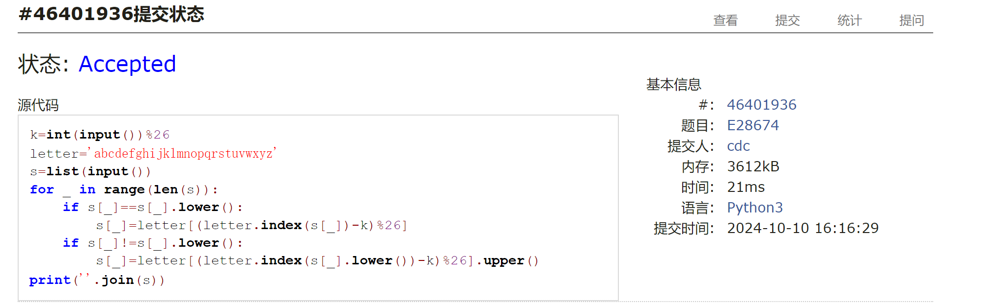 #46401936提交状态
查看 提交 统计 提问
状态: Accepted
源代码
k=int(input())%26
letter='abcdefghijklmnopqrstuvwxyz'
s=list(input())
for _ in range(len(s)):
    if s[_]==s[_].lower():
        s[_]=letter[(letter.index(s[_])-k)%26]
    if s[_]!=s[_].lower():
        s[_]=letter[(letter.index(s[_].lower())-k)%26].upper()
print(''.join(s))
基本信息
#: 46401936
题目: E28674
提交人: cdc
内存: 3612kB
时间: 21ms
语言: Python3
提交时间: 2024-10-10 16:16:29